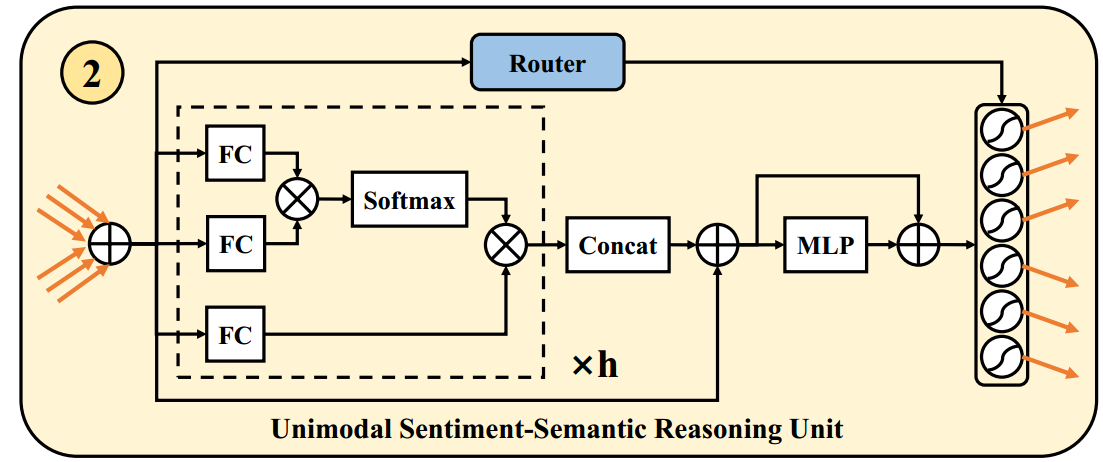 2
Router
FC
Softmax
FC
Concat
MLP
FC
×h
Unimodal Sentiment-Semantic Reasoning Unit